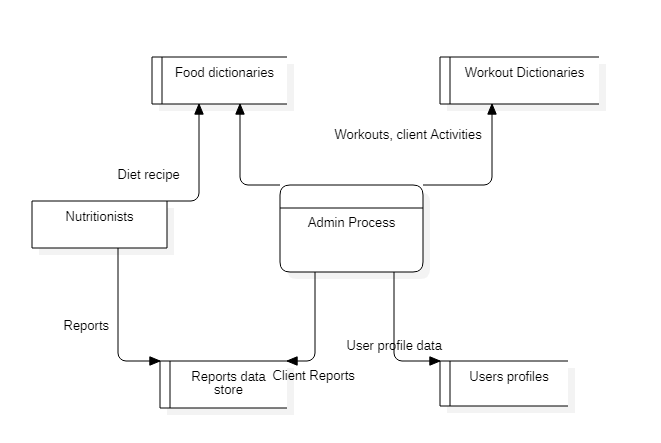 Food dictionaries
Workout Dictionaries
Workouts, client Activities
Diet recipe
Nutritionists
Admin Process
Reports
User profile data
Reports data
store
Client Reports
Users profiles